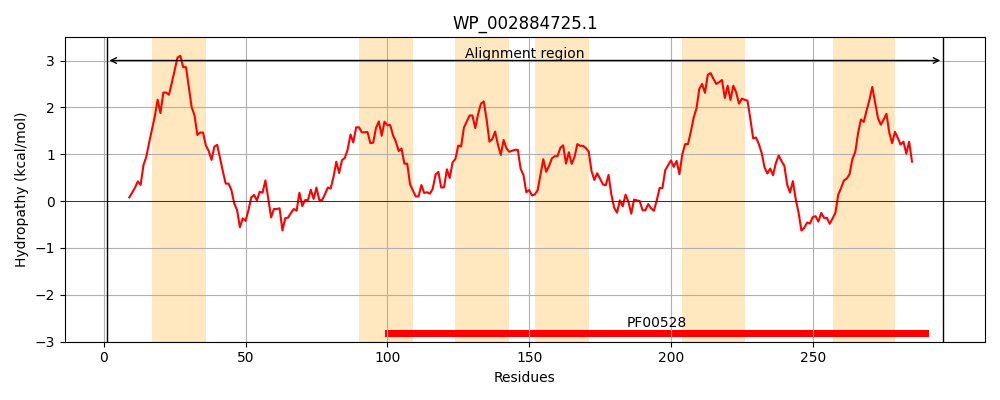 WP_002884725.1
Alignment region
3
2
1
0
−1
−2
−3
Hydropathy (kcal/mol)
PF00528
0 50 100 150 200 250
Residues